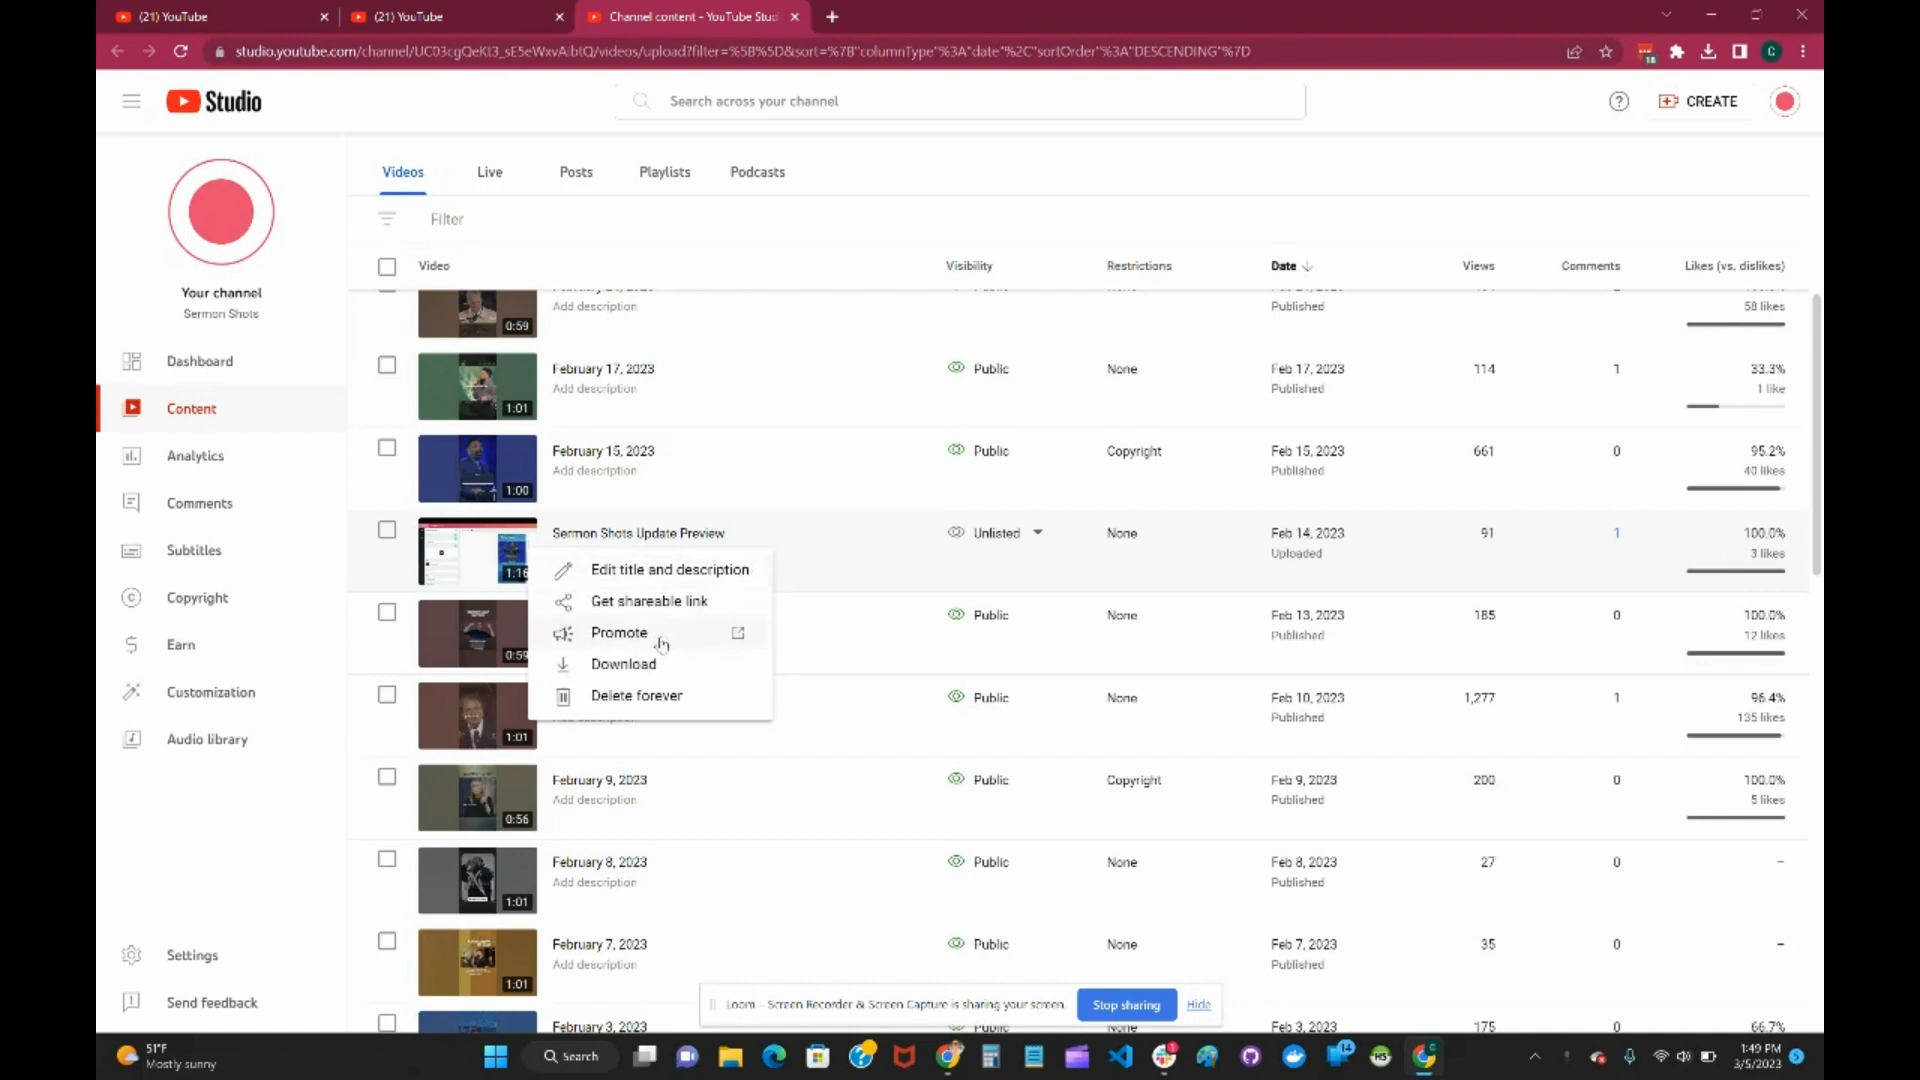 (21) YouTube
(21) YouTube
Channel content - YouTube Stud
studio.youtube.com/channel/UC03cgQeKt3_sE5eWxvAibtQ/videos/upload?filter=%5B%5D&sort=%7B"columnType"%3A"date"%2C"sortOrder"%3A"DESCENDING"%7D
18
C
Studio
Search across your channel
CREATE
Your channel
Sermon Shots
Dashboard
Content
Analytics
Comments
Subtitles
Copyright
Earn
Customization
Audio library
Settings
Send feedback
Videos Live Posts Playlists Podcasts
Filter
Video Visibility Restrictions Date Views Comments Likes (vs. dislikes)
0:59 Add description Published 58 likes
February 17, 2023 Public None Feb 17, 2023 114 1 33.3%
1:01 Add description Published 1 like
February 15, 2023 Public Copyright Feb 15, 2023 661 0 95.2%
1:00 Add description Published 40 likes
Sermon Shots Update Preview Unlisted None Feb 14, 2023 91 1 100.0%
1:16 Uploaded 3 likes
Edit title and description
Get shareable link
Promote
Download
Delete forever
Public None Feb 13, 2023 185 0 100.0%
0:59 Published 12 likes
Public None Feb 10, 2023 1,277 1 96.4%
1:01 Published 135 likes
February 9, 2023 Public Copyright Feb 9, 2023 200 0 100.0%
0:56 Add description Published 5 likes
February 8, 2023 Public None Feb 8, 2023 27 0 –
1:01 Add description Published
February 7, 2023 Public None Feb 7, 2023 35 0 –
1:01 Add description Published
February 3, 2023 Public None Feb 3, 2023 175 0 66.7%
Loom – Screen Recorder & Screen Capture is sharing your screen.
Stop sharing
Hide
51°F
Mostly sunny
Search
14
1
HS
C
1:49 PM
3/5/2023
5